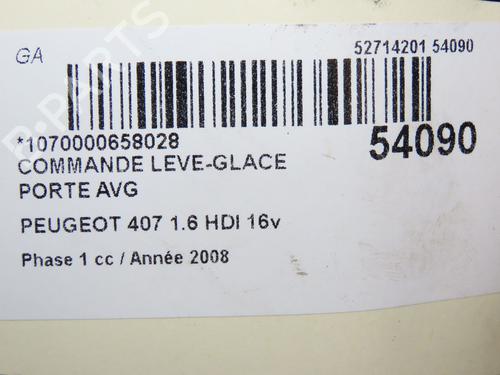 GA
52714201 54090
*1070000658028
54090
COMMANDE LEVE-GLACE
PORTE AVG
PEUGEOT 407 1.6 HDI 16v
Phase 1 cc / Année 2008
B-PARTS